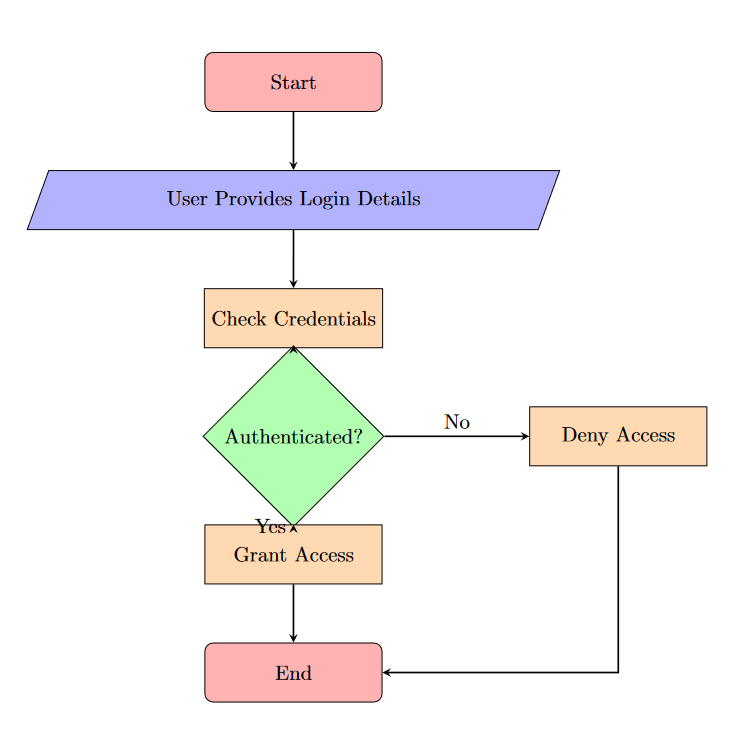 Start
User Provides Login Details
Check Credentials
Authenticated?
No
Deny Access
Yes
Grant Access
End